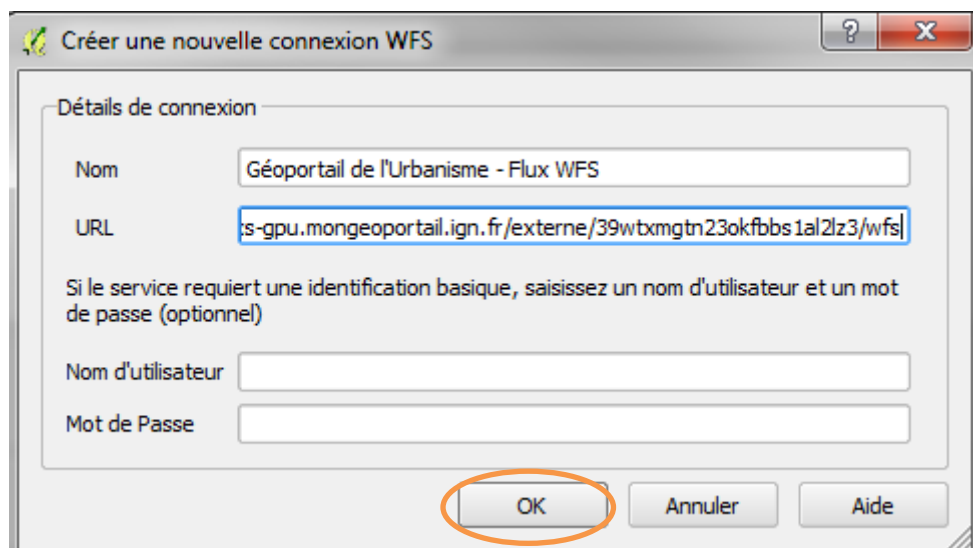 Créer une nouvelle connexion WFS
?
Détails de connexion
Nom
Géoportail de l'Urbanisme - Flux WFS
URL
:s-gpu.mongeoportail.ign.fr/externe/39wtxmgtn23okfbbs1al2lz3/wfs
Si le service requiert une identification basique, saisissez un nom d'utilisateur et un mot
de passe (optionnel)
Nom d'utilisateur
Mot de Passe
OK Annuler Aide